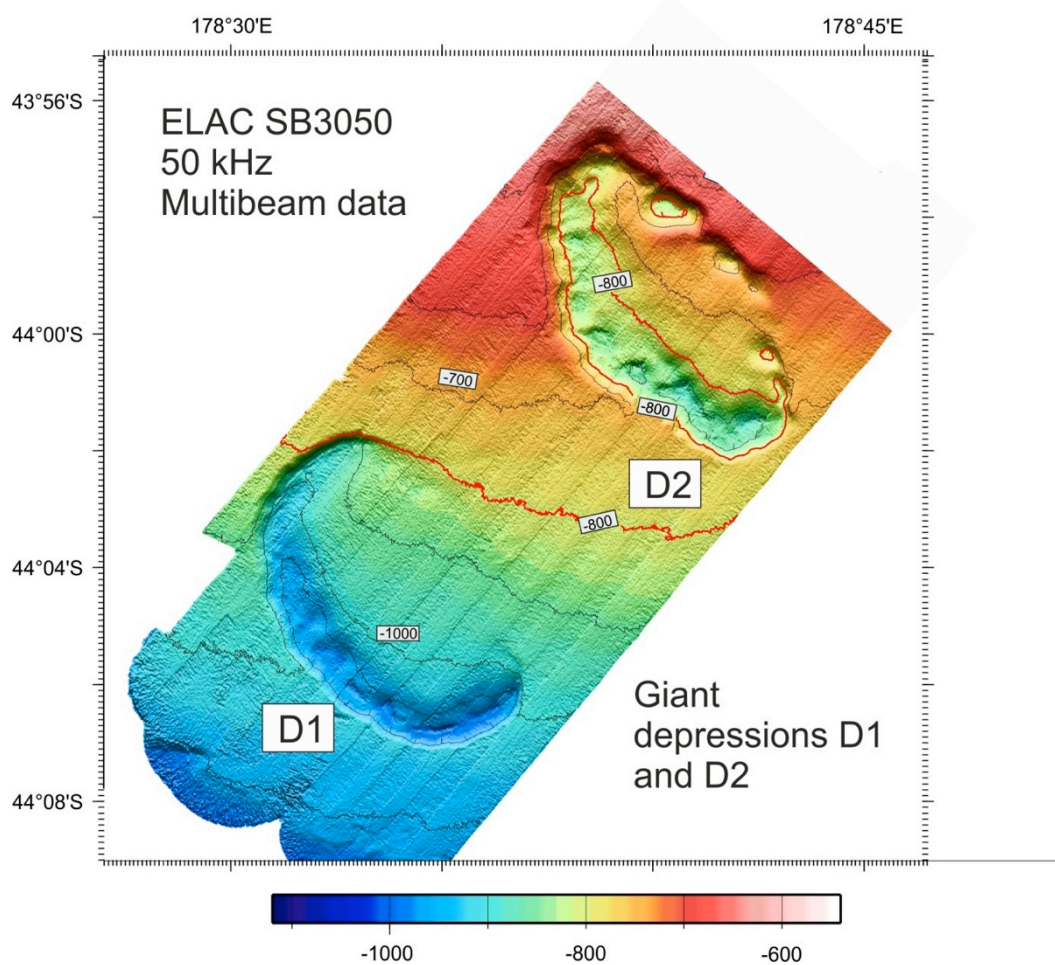 178°30'E
178°45'E
43°56'S
ELAC SB3050
50 kHz
Multibeam data
-800
44°00'S
-700
-800
D2
-800
44°04'S
-1000
Giant
depressions D1
and D2
D1
44°08'S
-1000
-800
-600